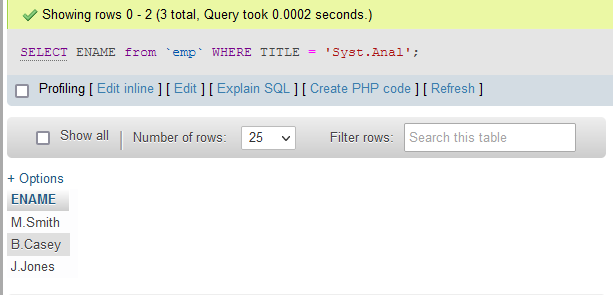 Showing rows 0 - 2 (3 total, Query took 0.0002 seconds.)
SELECT ENAME from `emp` WHERE TITLE = 'Syst.Anal';
Profiling [ Edit inline ] [ Edit ] [ Explain SQL ] [ Create PHP code ] [ Refresh ]
Show all Number of rows: 25 Filter rows: Search this table
+ Options
ENAME
M.Smith
B.Casey
J.Jones